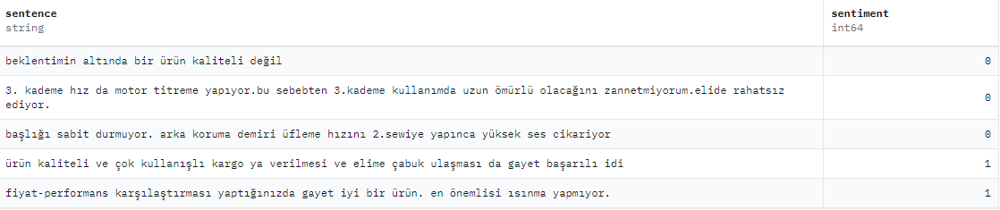 sentence sentiment
string int64
beklentimin altında bir ürün kaliteli değil 0
3. kademe hız da motor titreme yapıyor.bu sebebten 3.kademe kullanımda uzun ömürlü olacağını zannetmiyorum.elide rahatsız
ediyor. 0
başlığı sabit durmuyor. arka koruma demiri üfleme hızını 2.sewiye yapınca yüksek ses cikariyor 0
ürün kaliteli ve çok kullanışlı kargo ya verilmesi ve elime çabuk ulaşması da gayet başarılı idi 1
fiyat-performans karşılaştırması yaptığınızda gayet iyi bir ürün. en önemlisi ısınma yapmıyor. 1